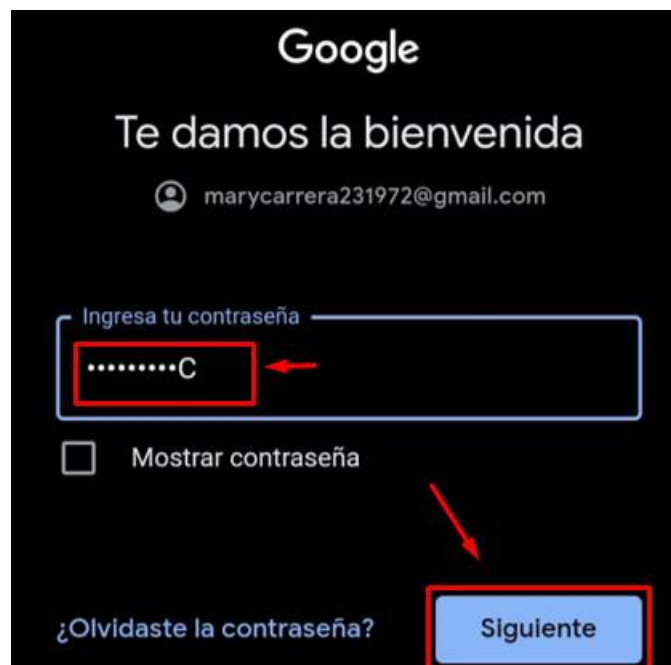 Google
Te damos la bienvenida
marycarrera231972@gmail.com
Ingresa tu contraseña
•••••••••C
Mostrar contraseña
¿Olvidaste la contraseña?
Siguiente